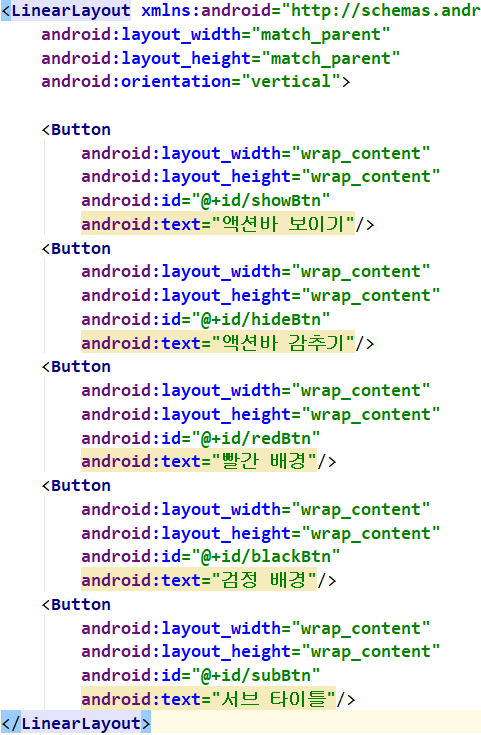 <LinearLayout xmlns:android="http://schemas.andr
android:layout_width="match_parent"
android:layout_height="match_parent"
android:orientation="vertical">
<Button
android:layout_width="wrap_content"
android:layout_height="wrap_content"
android:id="@+id/showBtn"
android:text="액션바 보이기"/>
<Button
android:layout_width="wrap_content"
android:layout_height="wrap_content"
android:id="@+id/hideBtn"
android:text="액션바 감추기"/>
<Button
android:layout_width="wrap_content"
android:layout_height="wrap_content"
android:id="@+id/redBtn"
android:text="빨간 배경"/>
<Button
android:layout_width="wrap_content"
android:layout_height="wrap_content"
android:id="@+id/blackBtn"
android:text="검정 배경"/>
<Button
android:layout_width="wrap_content"
android:layout_height="wrap_content"
android:id="@+id/subBtn"
android:text="서브 타이틀"/>
</LinearLayout>